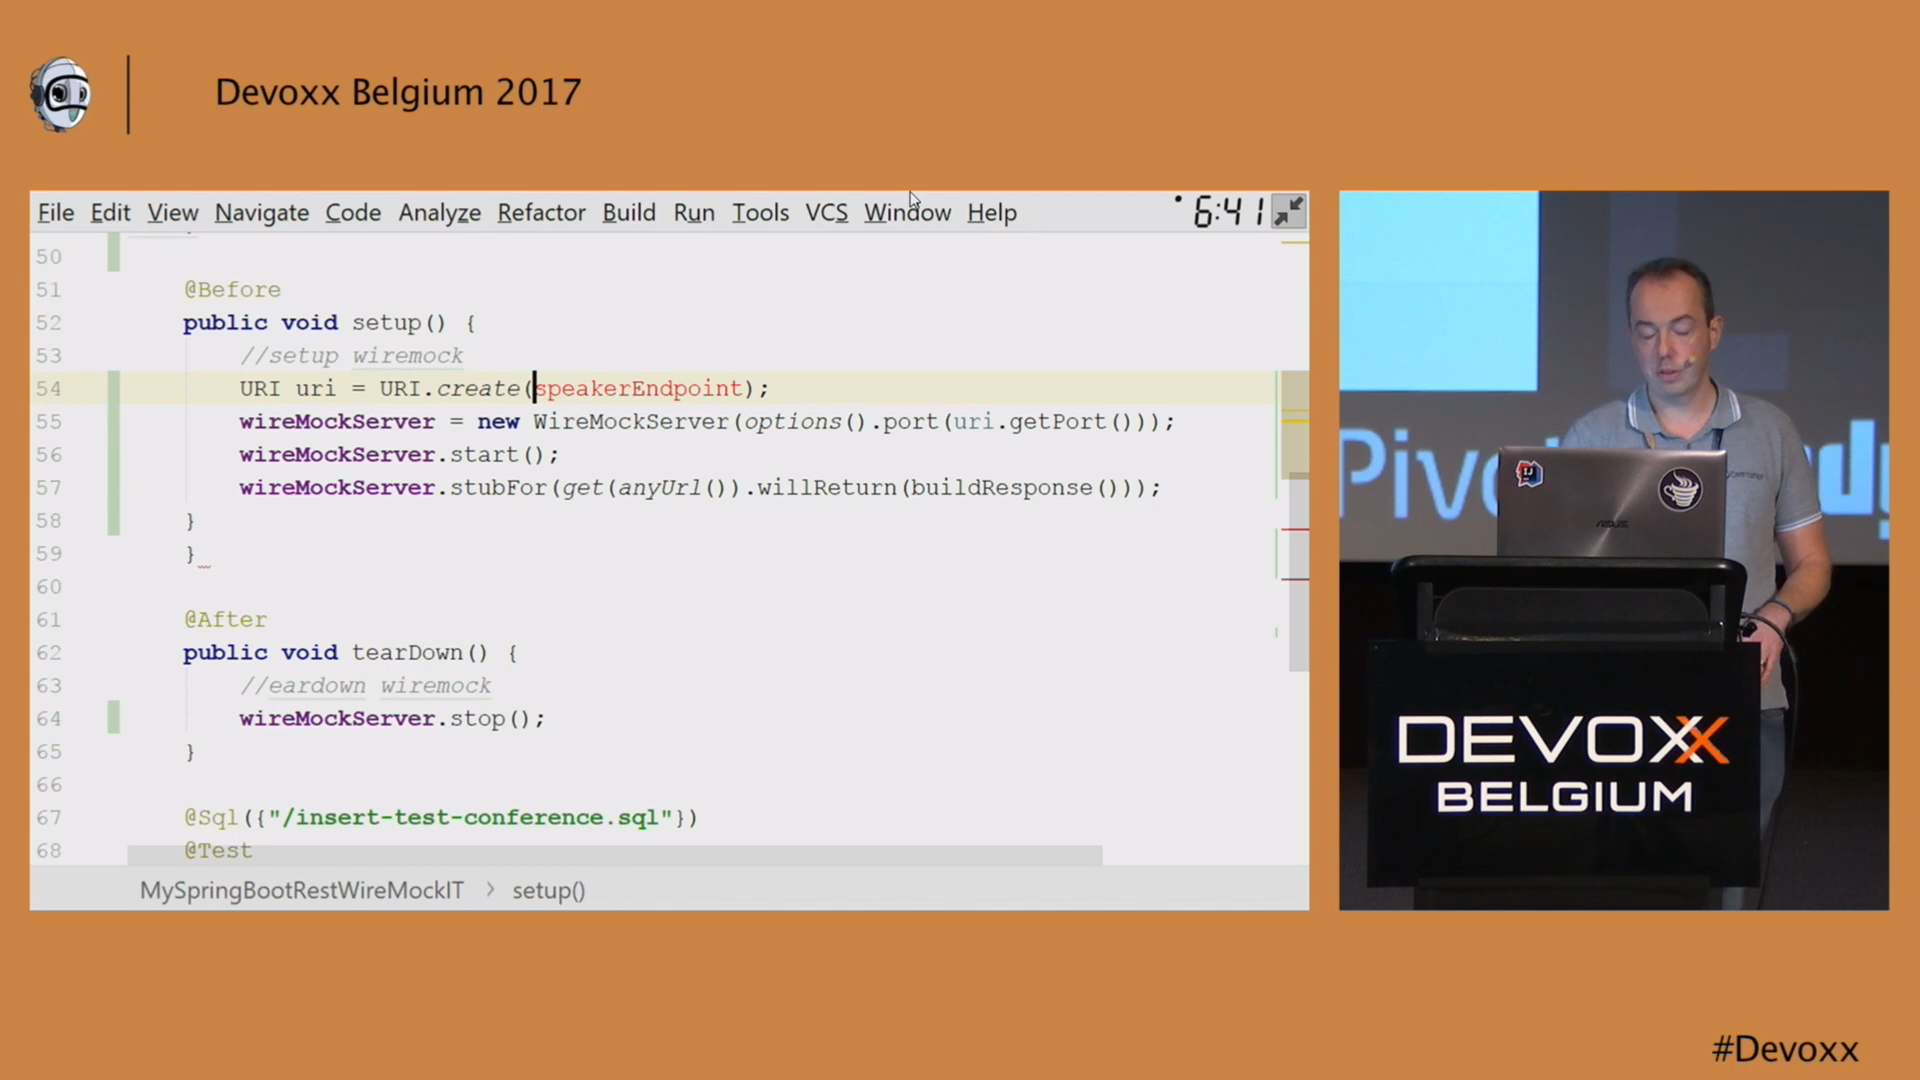 Devoxx Belgium 2017
File Edit View Navigate Code Analyze Refactor Build Run Tools VCS Window Help 6:41
50
51 @Before
52 public void setup() {
53 //setup wiremock
54 URI uri = URI.create(speakerEndpoint);
55 wireMockServer = new WireMockServer(options().port(uri.getPort()));
56 wireMockServer.start();
57 wireMockServer.stubFor(get(anyUrl()).willReturn(buildResponse()));
58 }
59 }
60
61 @After
62 public void tearDown() {
63 //eardown wiremock
64 wireMockServer.stop();
65 }
66
67 @Sql({"/insert-test-conference.sql"})
68 @Test
MySpringBootRestWireMockIT > setup()
IJ
ASUS
DEVOXX
BELGIUM
#Devoxx